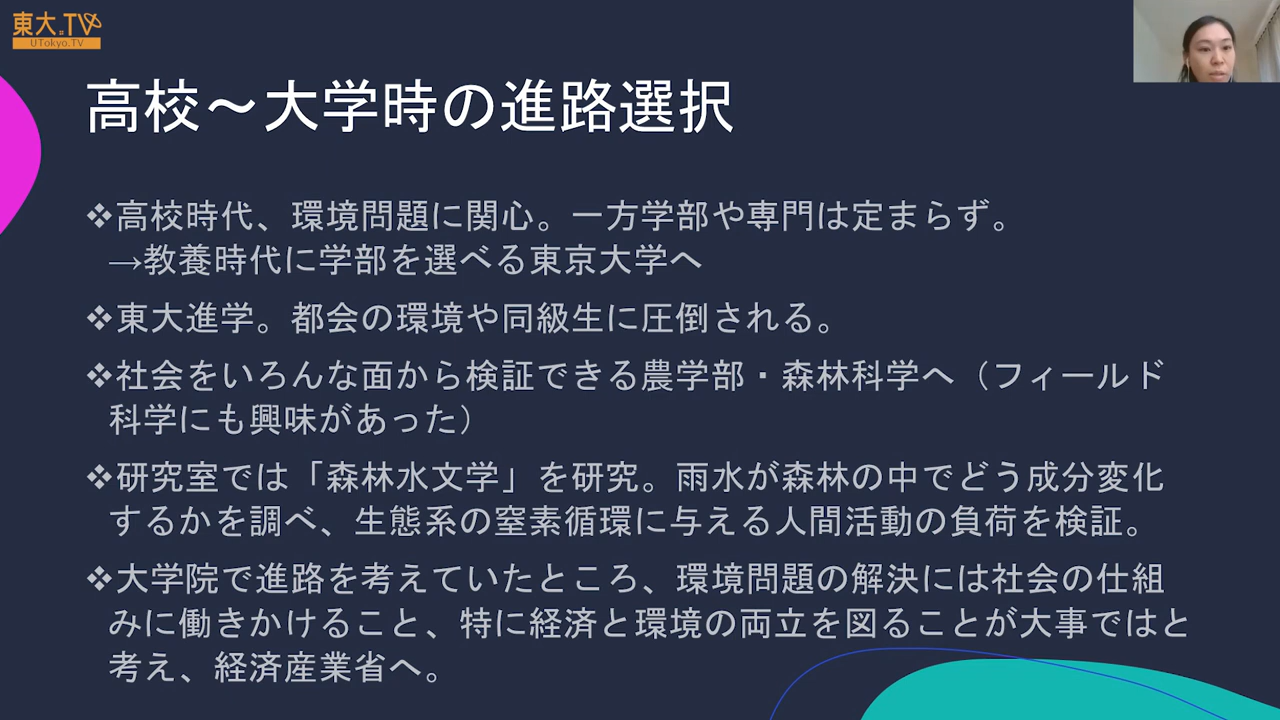 東大.TV
UTokyo.TV
高校～大学時の進路選択
❖高校時代、環境問題に関心。一方学部や専門は定まらず。
→教養時代に学部を選べる東京大学へ
❖東大進学。都会の環境や同級生に圧倒される。
❖社会をいろんな面から検証できる農学部・森林科学へ（フィールド
科学にも興味があった）
❖研究室では「森林水文学」を研究。雨水が森林の中でどう成分変化
するかを調べ、生態系の窒素循環に与える人間活動の負荷を検証。
❖大学院で進路を考えていたところ、環境問題の解決には社会の仕組
みに働きかけること、特に経済と環境の両立を図ることが大事ではと
考え、経済産業省へ。